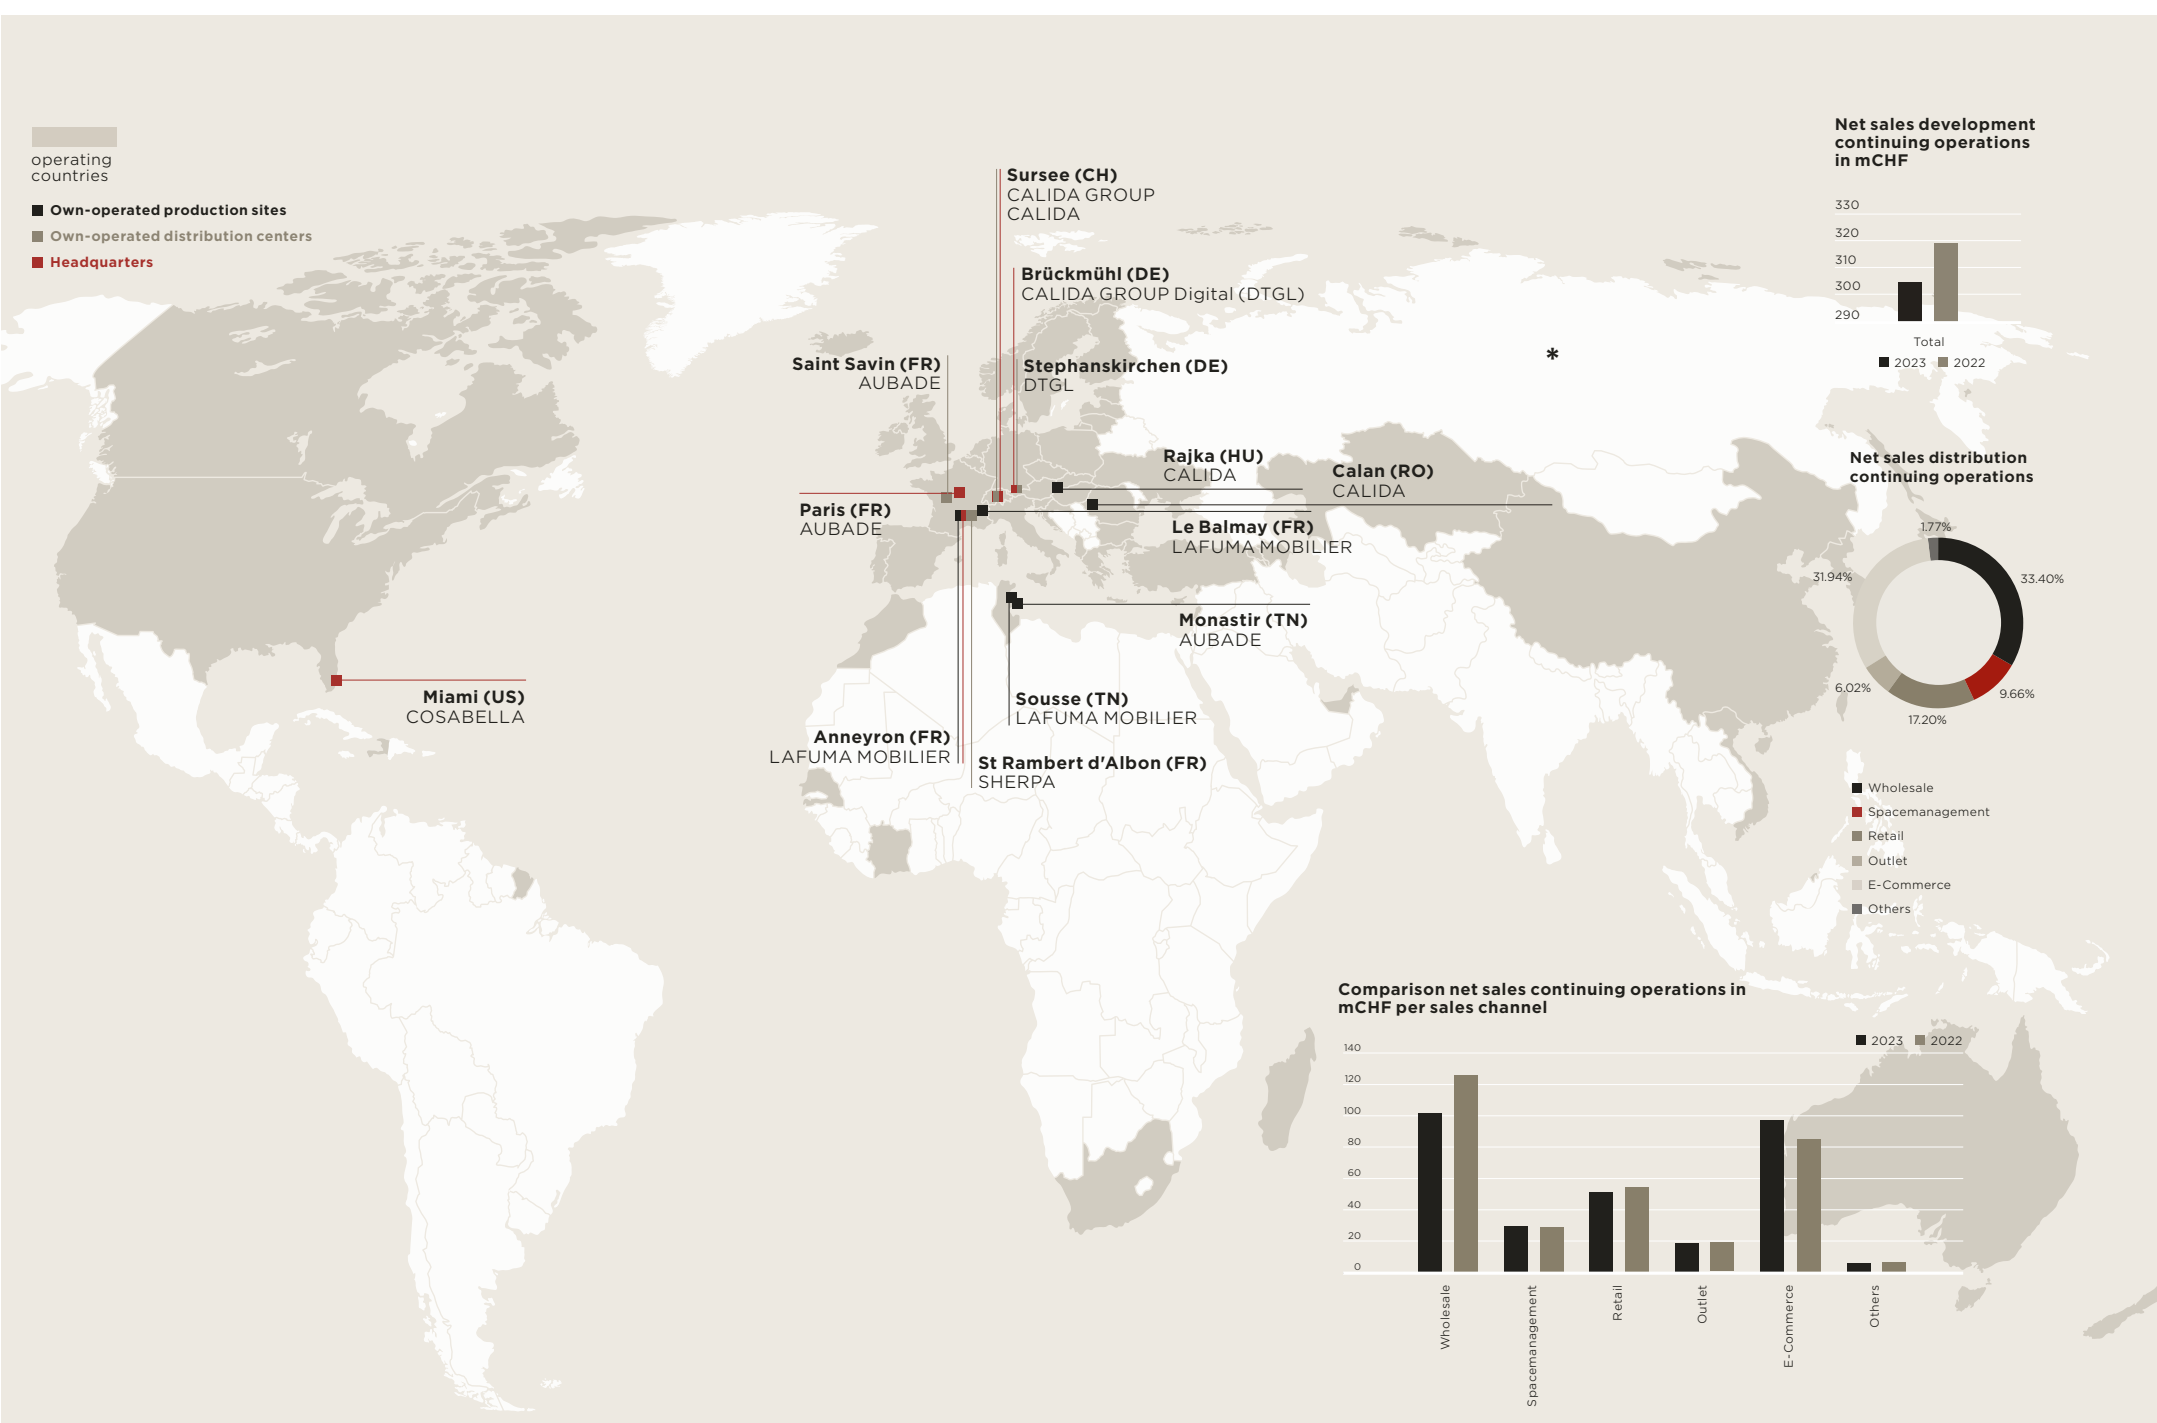 operating
countries
Own-operated production sites
Own-operated distribution centers
Headquarters
Sursee (CH)
CALIDA GROUP
CALIDA
Brückmühl (DE)
CALIDA GROUP Digital (DTGL)
Saint Savin (FR)
AUBADE
Stephanskirchen (DE)
DTGL
*
Rajka (HU)
CALIDA
Calan (RO)
CALIDA
Paris (FR)
AUBADE
Le Balmay (FR)
LAFUMA MOBILIER
Monastir (TN)
AUBADE
Miami (US)
COSABELLA
Sousse (TN)
LAFUMA MOBILIER
Anneyron (FR)
LAFUMA MOBILIER
St Rambert d'Albon (FR)
SHERPA
Net sales development
continuing operations
in mCHF
330
320
310
300
290
Total
2023 2022
Net sales distribution
continuing operations
1.77%
31.94%
33.40%
6.02%
9.66%
17.20%
Wholesale
Spacemanagement
Retail
Outlet
E-Commerce
Others
Comparison net sales continuing operations in
mCHF per sales channel
2023 2022
140
120
100
80
60
40
20
0
Wholesale
Spacemanagement
Retail
Outlet
E-Commerce
Others